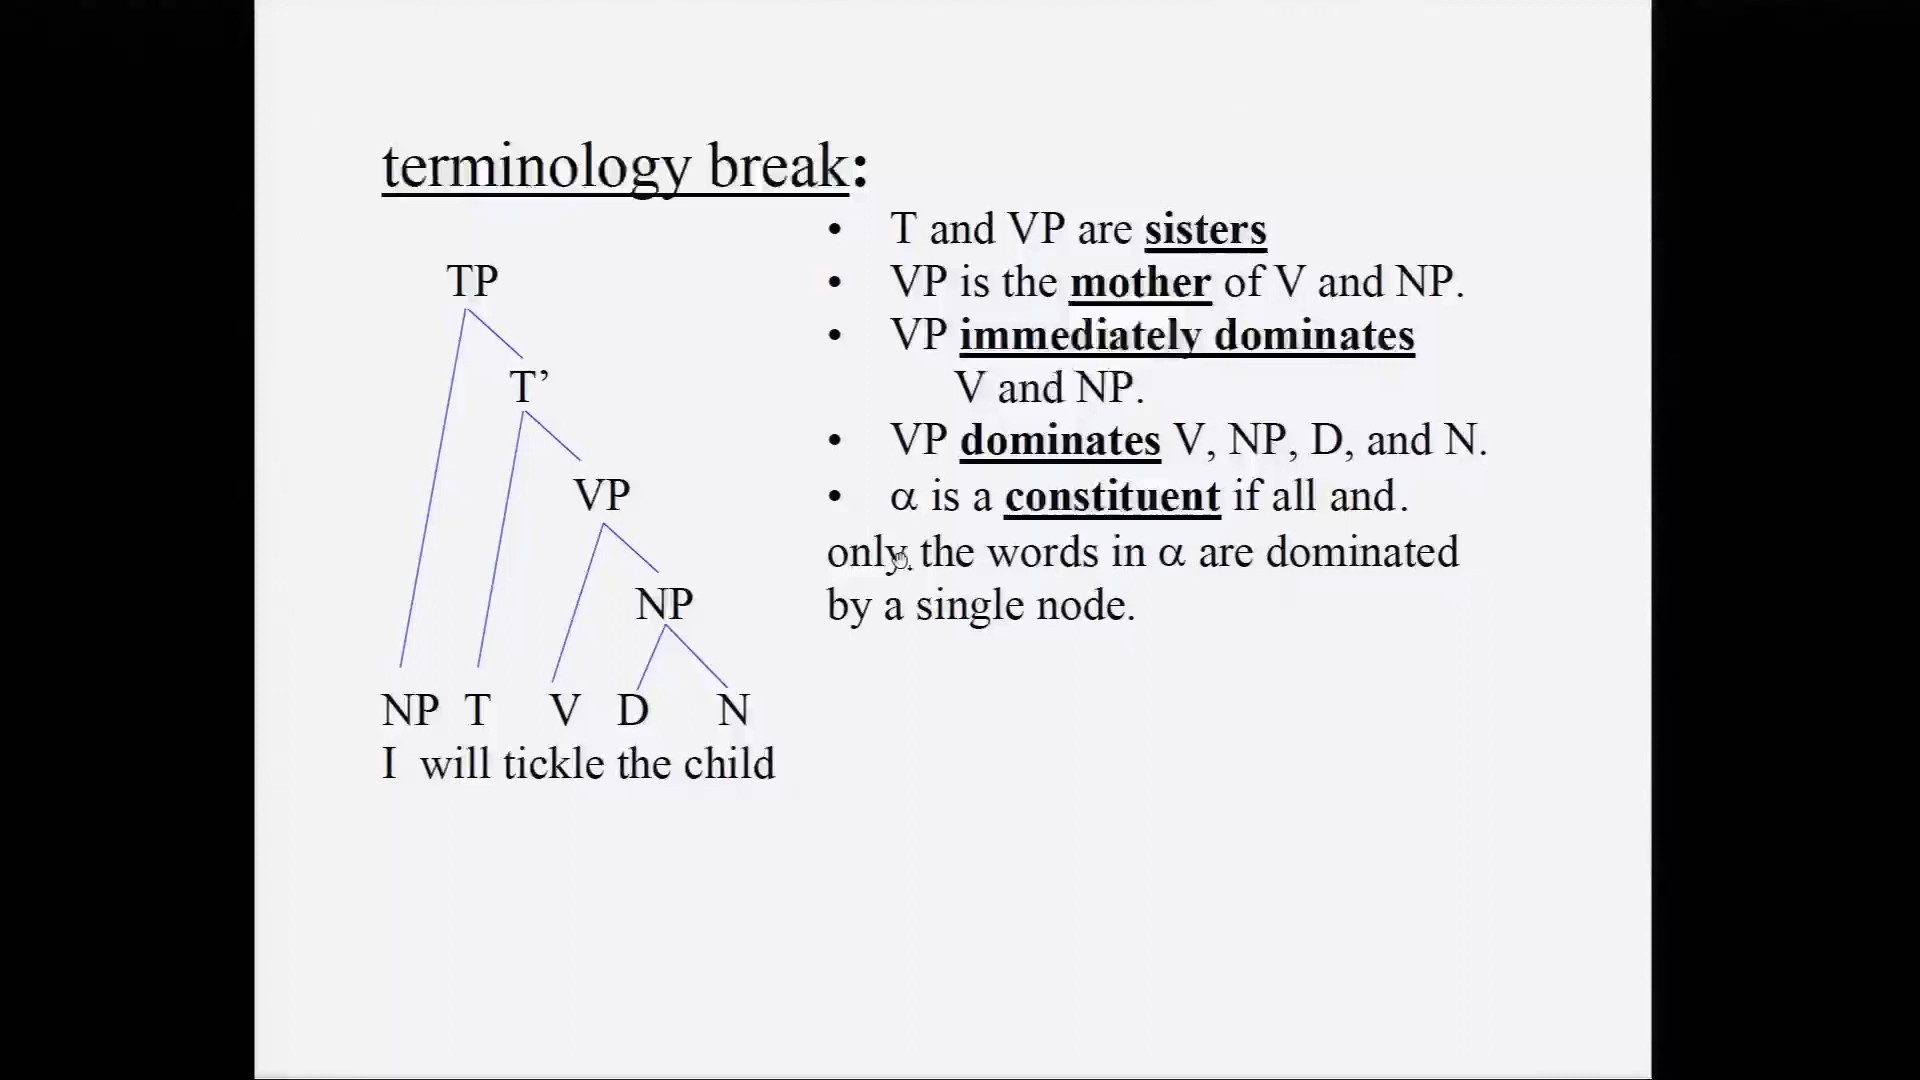 terminology break:
• T and VP are sisters
TP
• VP is the mother of V and NP.
• VP immediately dominates
T’
V and NP.
• VP dominates V, NP, D, and N.
VP
• α is a constituent if all and.
only the words in α are dominated
NP
by a single node.
NP T V D N
I will tickle the child